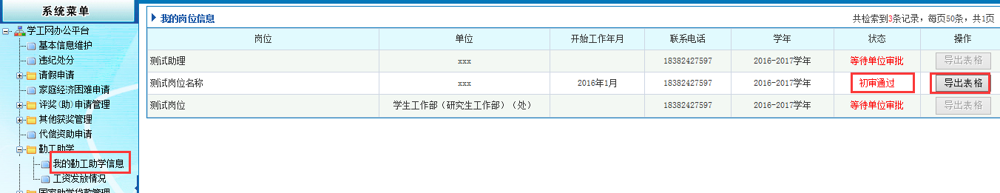 系统菜单
学工网办公平台
基本信息维护
违纪处分
请假申请
家庭经济困难申请
评奖(助)申请管理
其他获奖管理
代偿资助申请
勤工助学
我的勤工助学信息
工资发放情况
国家助学贷款管理
我的岗位信息 共检索到3条记录，每页50条，共1页
岗位 单位 开始工作年月 联系电话 学年 状态 操作
测试助理 xxx 18382427597 2016-2017学年 等待单位审批 导出表格
测试岗位名称 xxx 2016年1月 18382427597 2016-2017学年 初审通过 导出表格
测试岗位 学生工作部（研究生工作部）（处） 18382427597 2016-2017学年 等待单位审批 导出表格